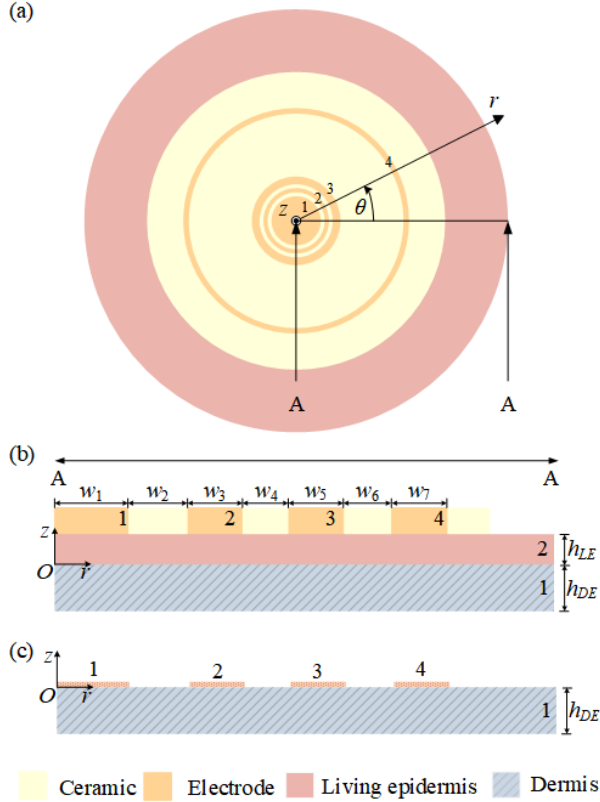 (a)
r
4
3
2
1
z
θ
A A
(b)
A A
w1 w2 w3 w4 w5 w6 w7
1 2 3 4
z
2 hLE
O r
1 hDE
(c)
z 1 2 3 4
O r
1 hDE
Ceramic Electrode Living epidermis Dermis